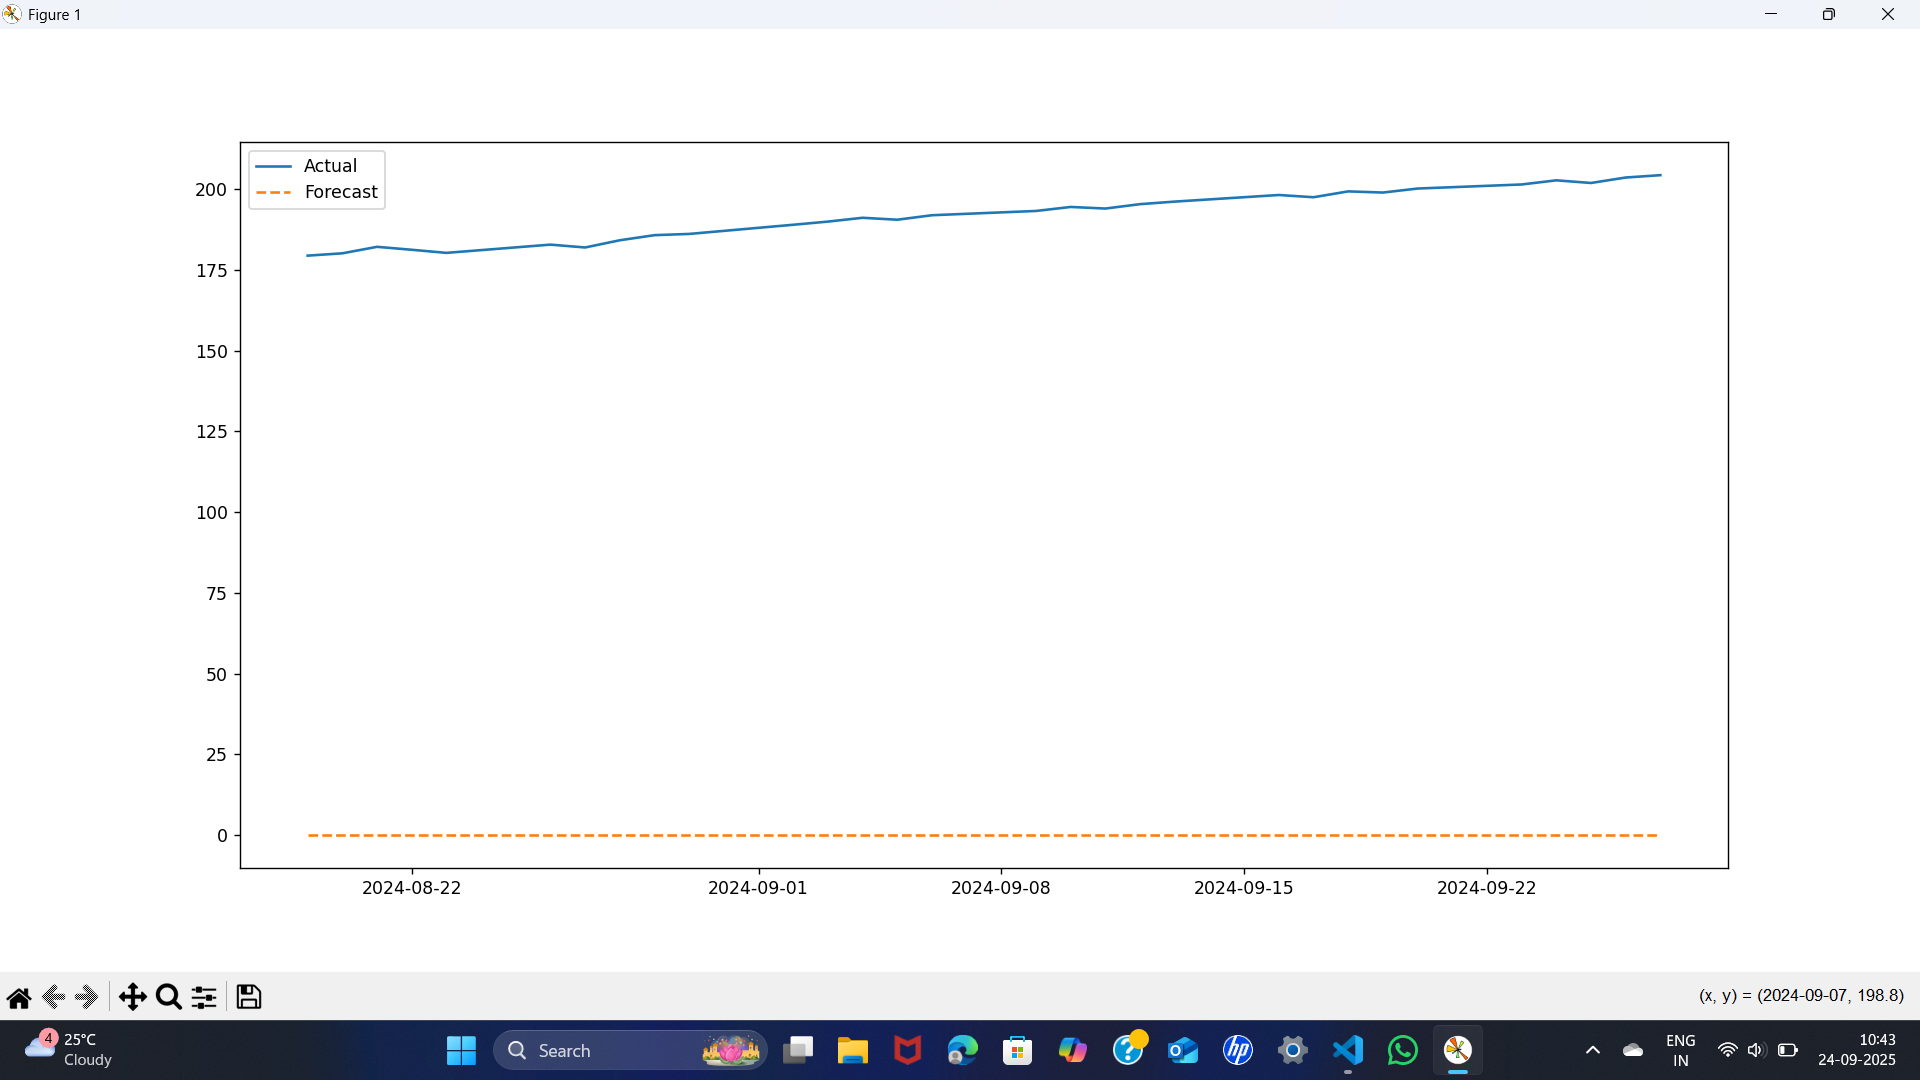 Figure 1
Actual
Forecast
200
175
150
125
100
75
50
25
0
2024-08-22 2024-09-01 2024-09-08 2024-09-15 2024-09-22
(x, y) = (2024-09-07, 198.8)
4
25°C
Cloudy
Search
hp
ENG
IN
10:43
24-09-2025